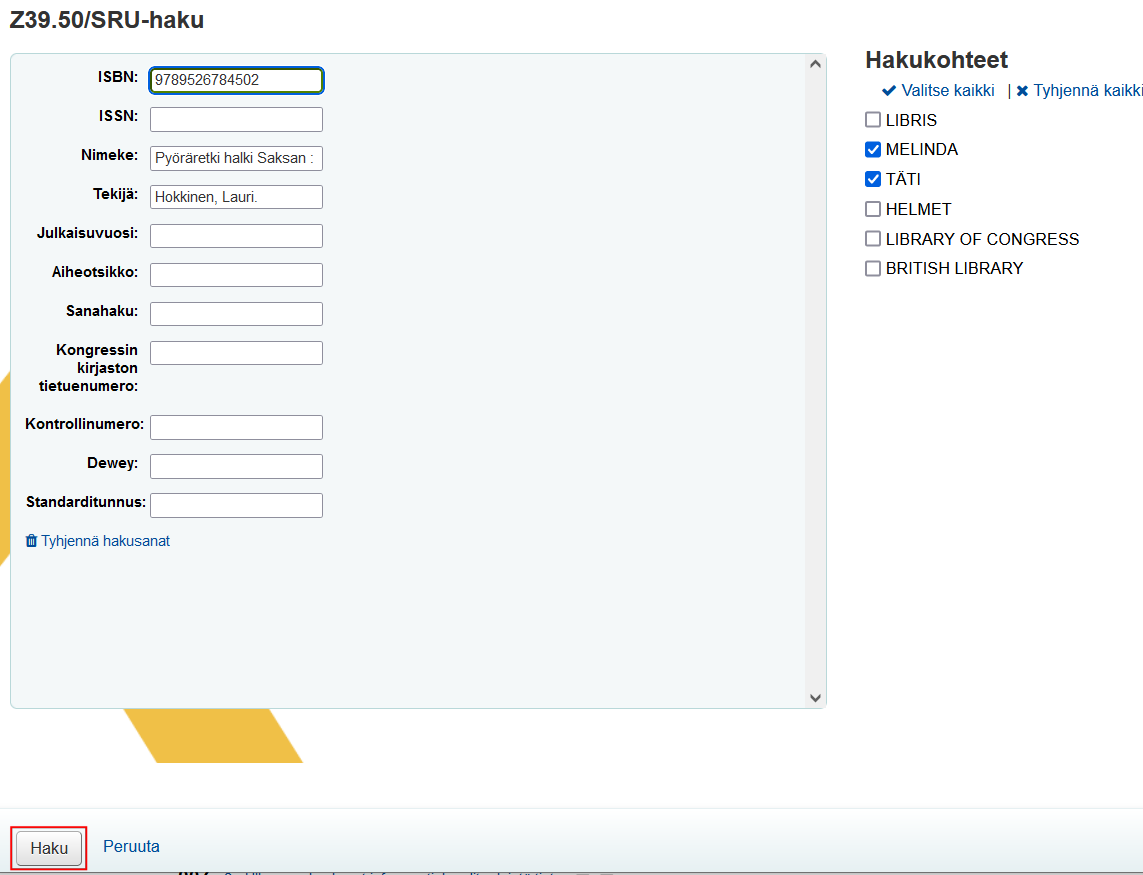 Z39.50/SRU-haku
ISBN: 9789526784502
ISSN:
Nimeke: Pyöräretki halki Saksan :
Tekijä: Hokkinen, Lauri.
Julkaisuvuosi:
Aiheotsikko:
Sanahaku:
Kongressin
kirjaston
tietuenumero:
Kontrollinumero:
Dewey:
Standarditunnus:
Tyhjennä hakusanat
Hakukohteet
Valitse kaikki | Tyhjennä kaikki
LIBRIS
MELINDA
TÄTI
HELMET
LIBRARY OF CONGRESS
BRITISH LIBRARY
Haku Peruuta